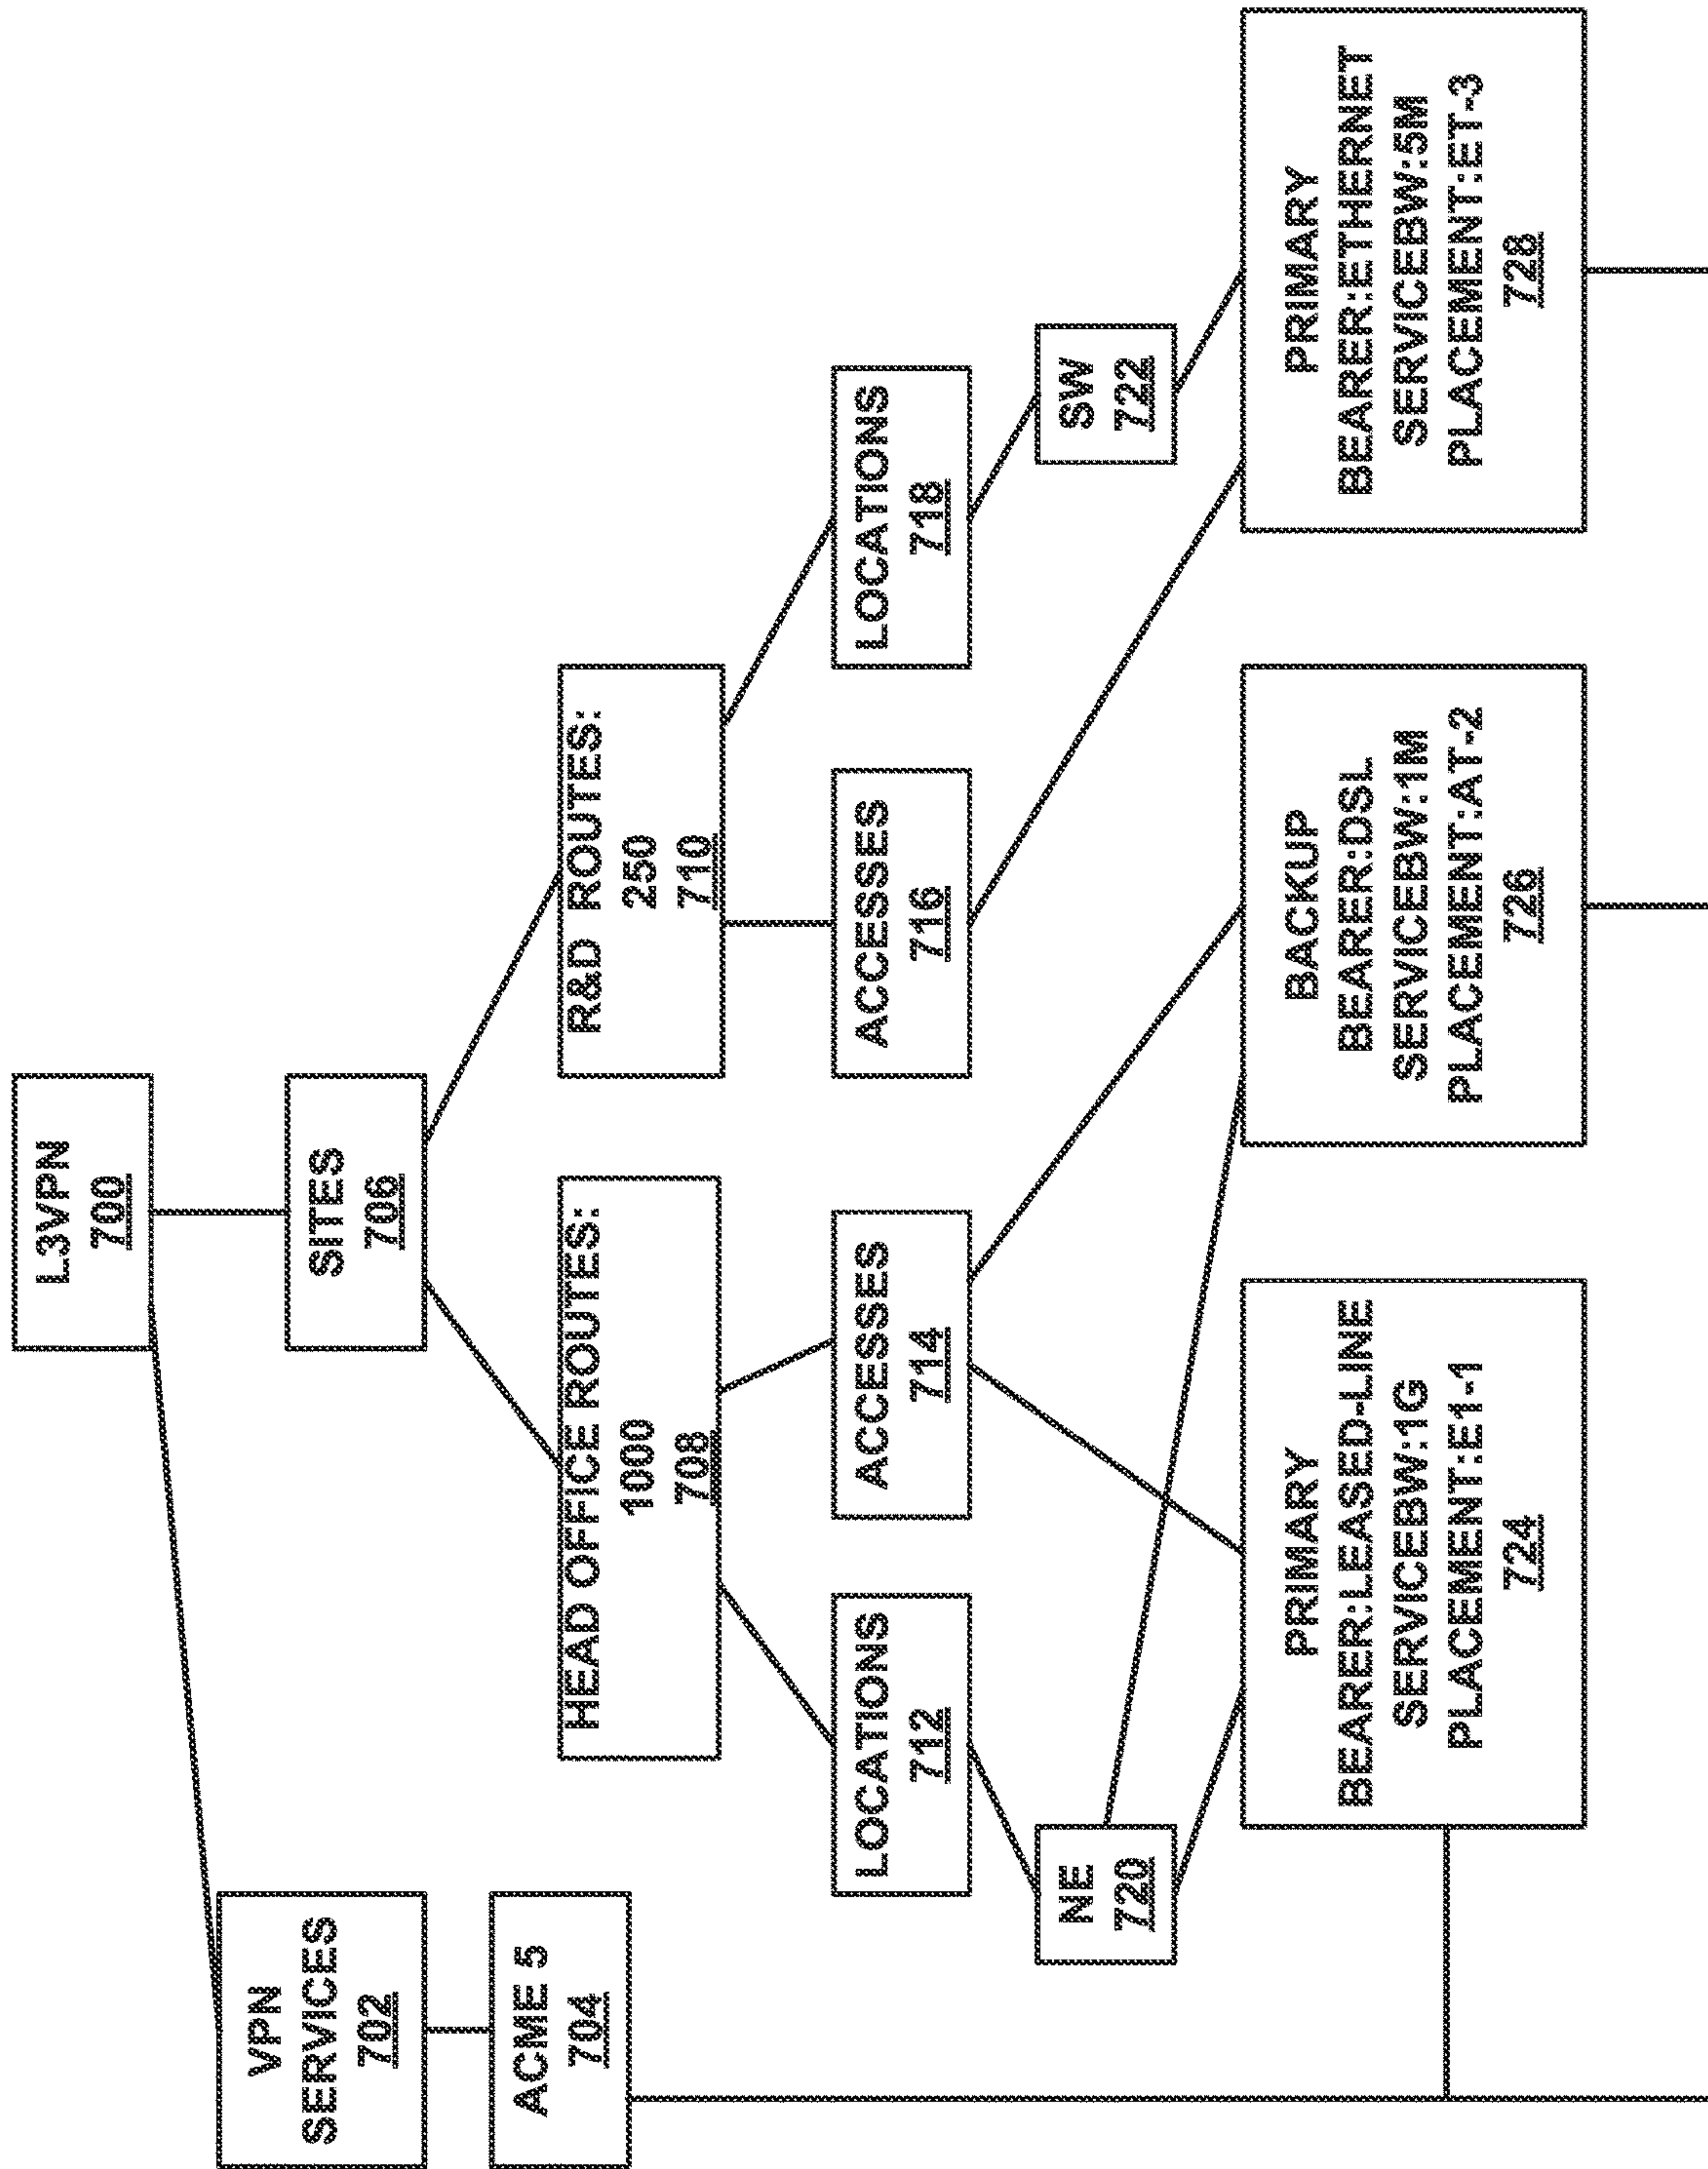 L3VPN
700
VPN
SERVICES
702
SITES
706
ACME 5
704
HEAD OFFICE ROUTES:
1000
708
R&D  ROUTES:
250
710
LOCATIONS
712
ACCESSES
714
ACCESSES
716
LOCATIONS
718
NE
720
SW
722
PRIMARY
BEARER:LEASED-LINE
SERVICEBW:1G
PLACEMENT:E1-1
724
BACKUP
BEARER:DSL
SERVICEBW:1M
PLACEMENT:AT-2
726
PRIMARY
BEARER:ETHERNET
SERVICEBW:5M
PLACEMENT:ET-3
728